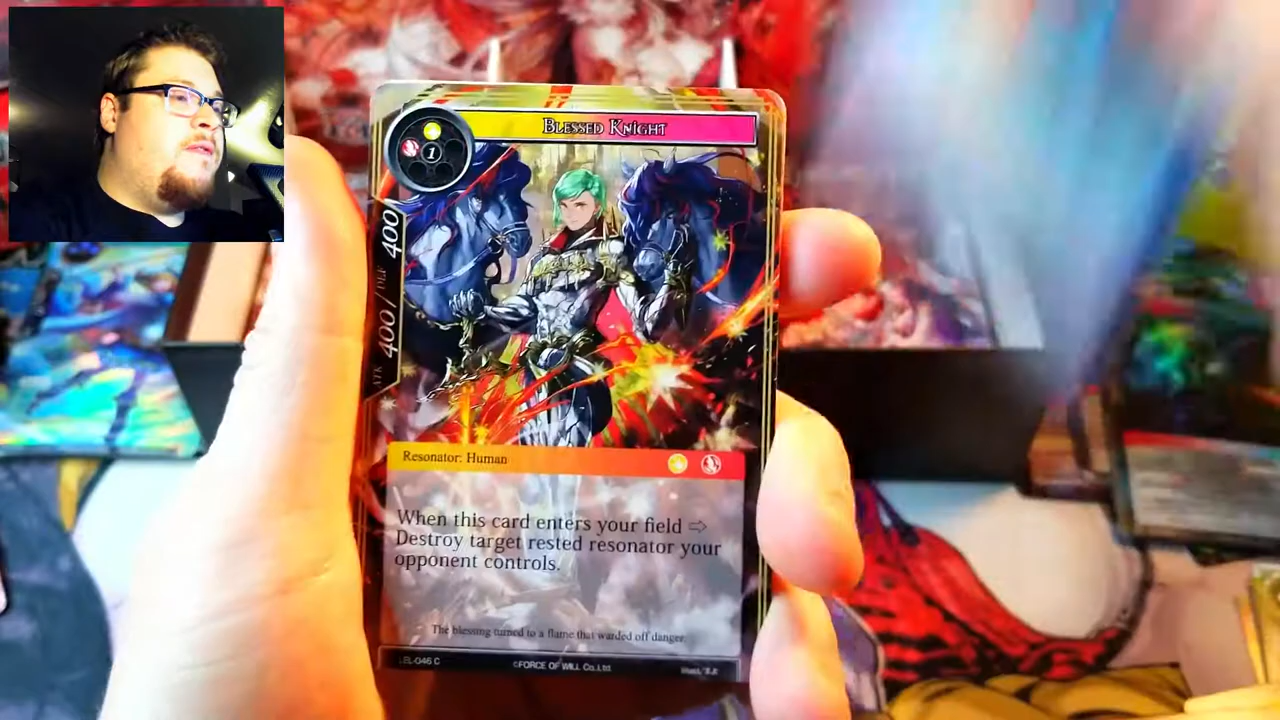 Blessed Knight
1
ATK 400 / DEF 400
Resonator: Human
When this card enters your field ⇨
Destroy target rested resonator your
opponent controls.
The blessing turned to a flame that warded off danger.
LEL-046 C
©FORCE OF WILL Co.,Ltd.